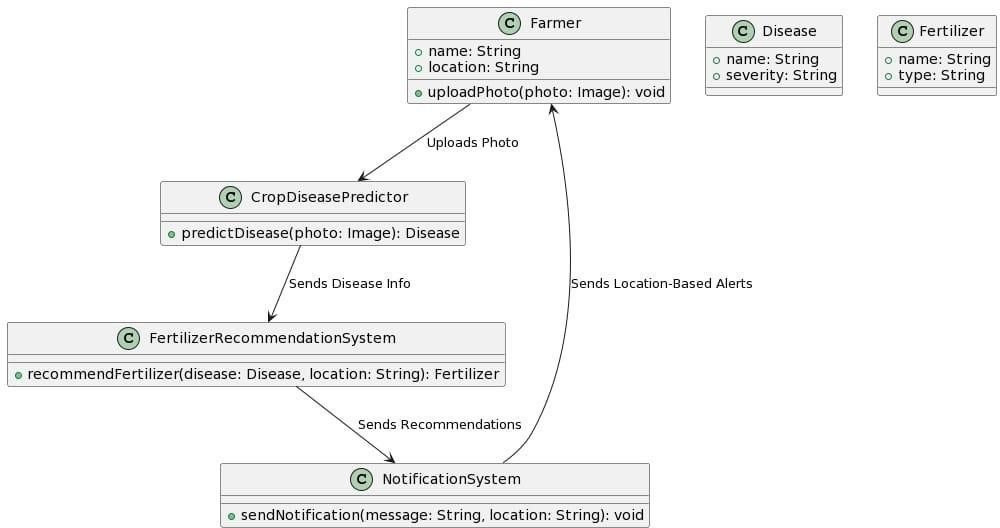 C Farmer
name: String
location: String
uploadPhoto(photo: Image): void
C Disease
name: String
severity: String
C Fertilizer
name: String
type: String
Uploads Photo
C CropDiseasePredictor
predictDisease(photo: Image): Disease
Sends Disease Info
Sends Location-Based Alerts
C FertilizerRecommendationSystem
recommendFertilizer(disease: Disease, location: String): Fertilizer
Sends Recommendations
C NotificationSystem
sendNotification(message: String, location: String): void